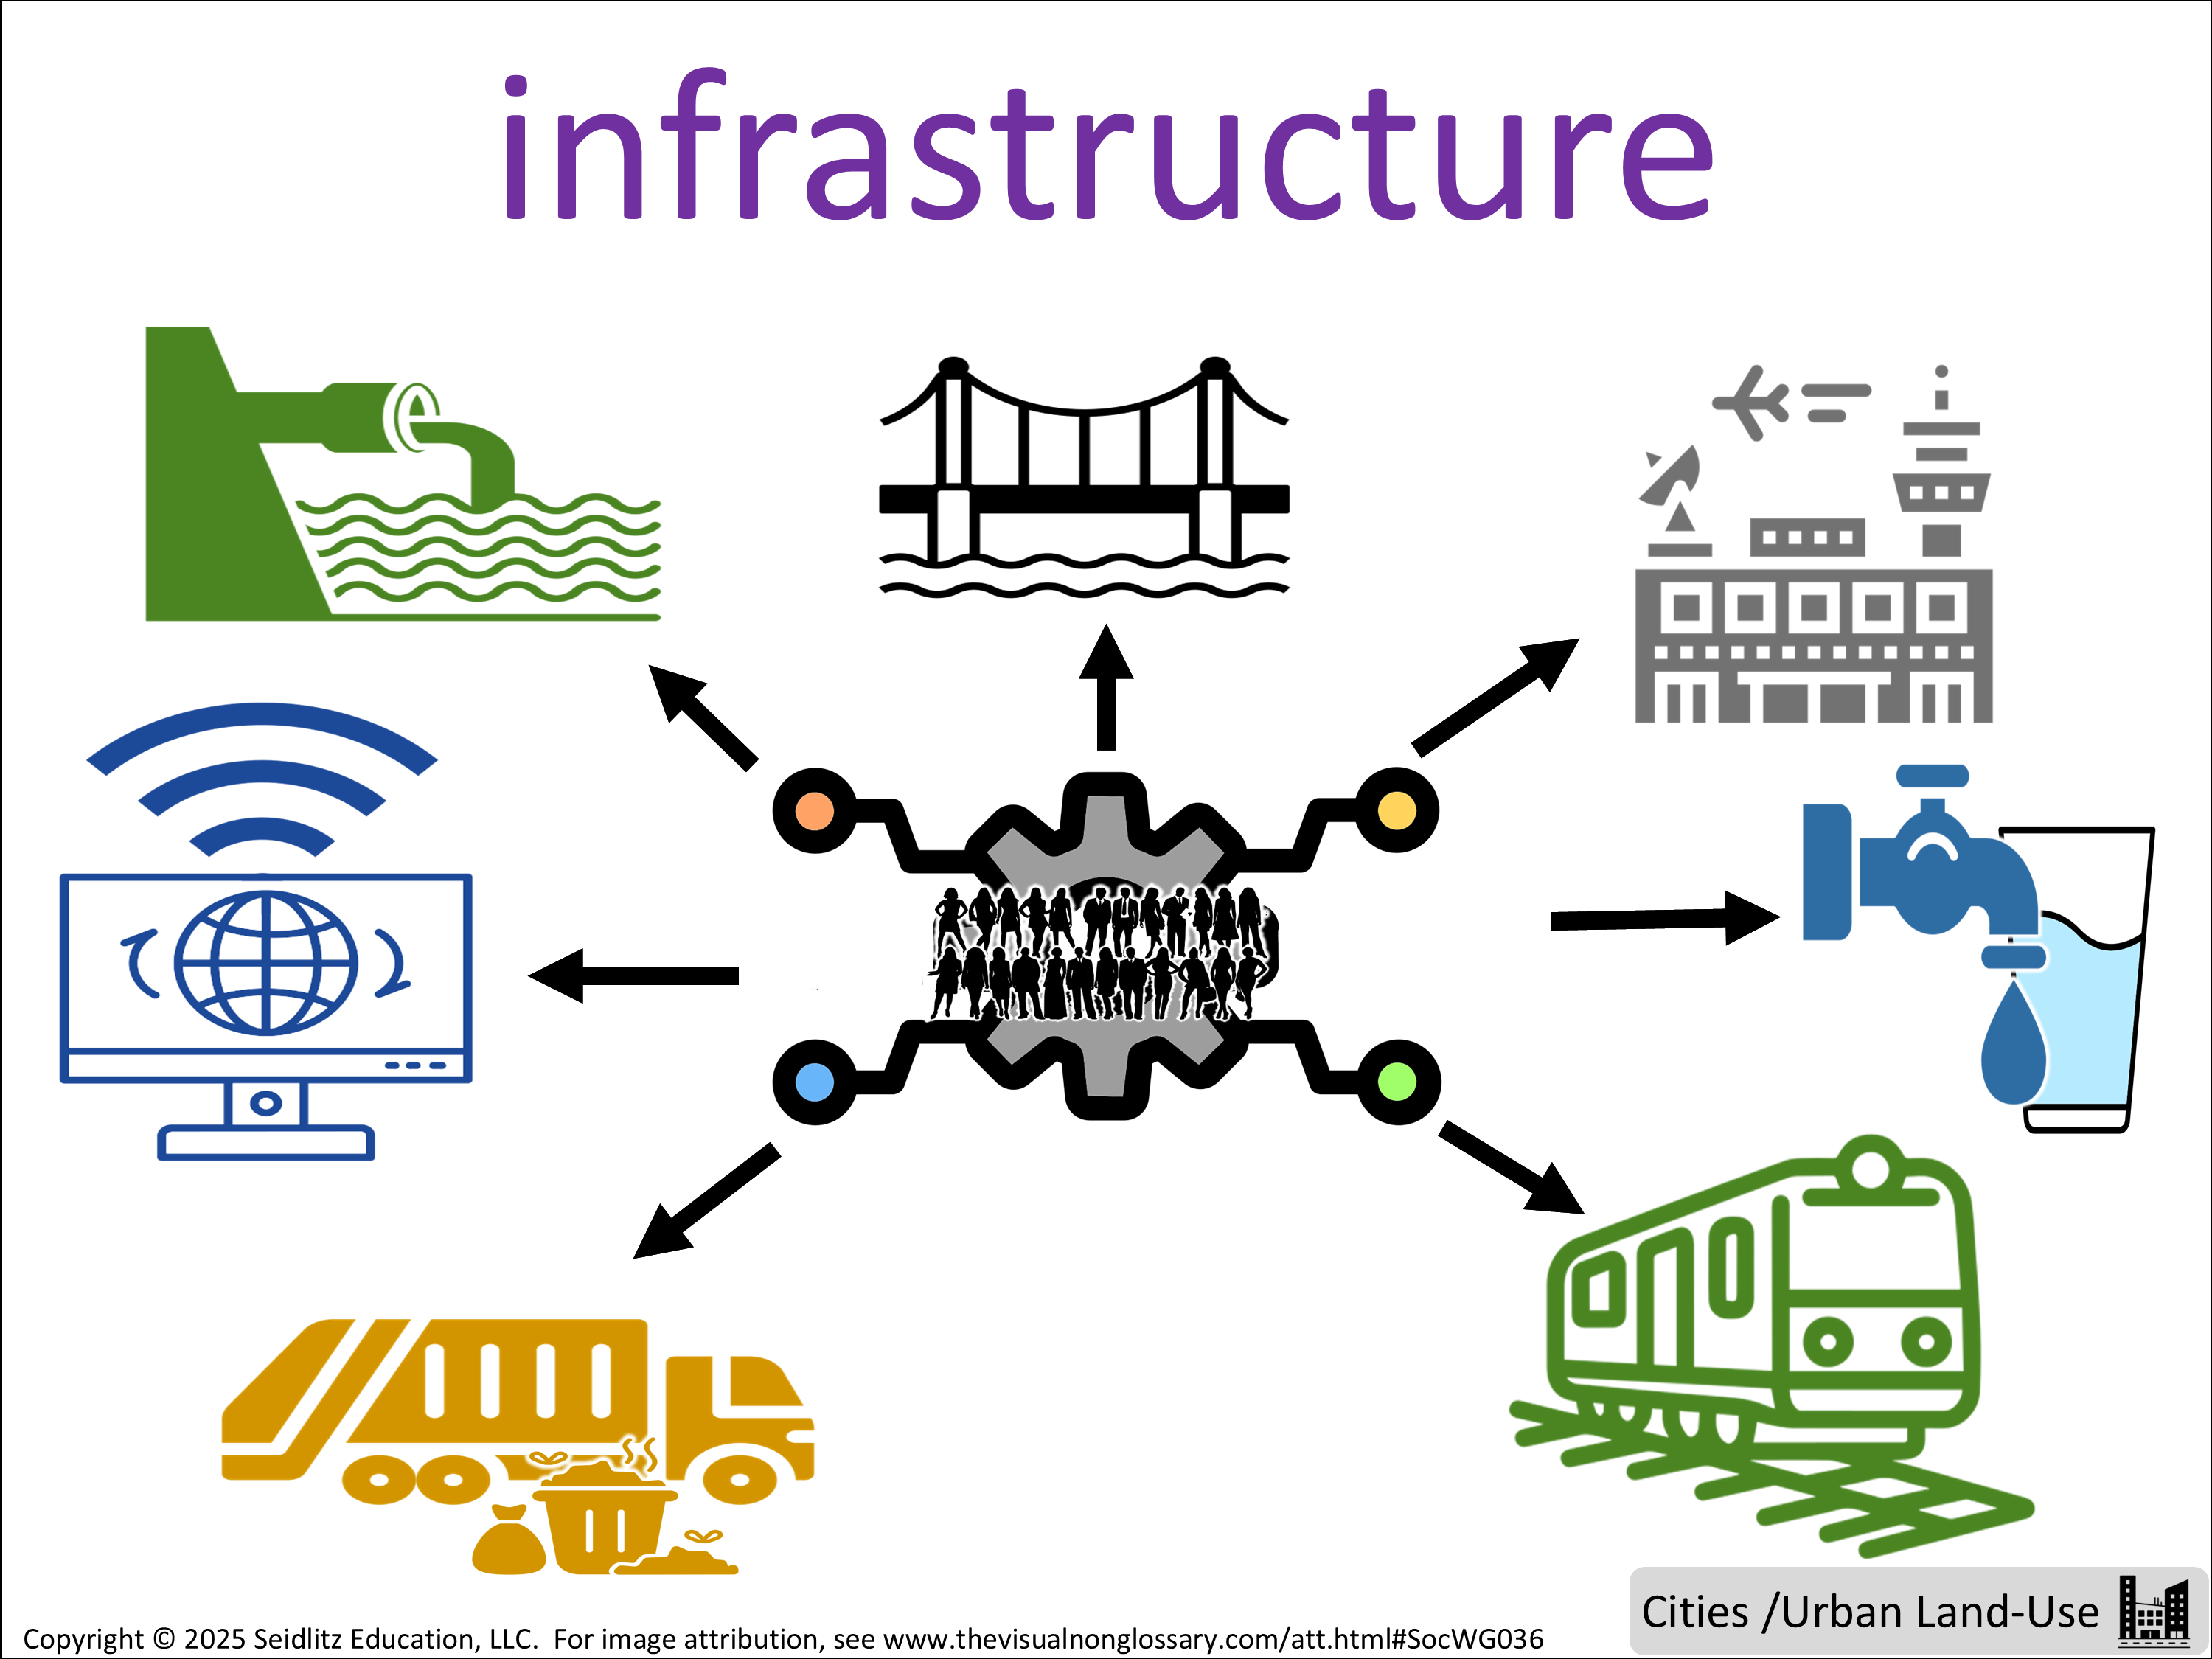 infrastructure
Cities /Urban Land-Use
Copyright © 2025 Seidlitz Education, LLC.  For image attribution, see www.thevisualnonglossary.com/att.html#SocWG036